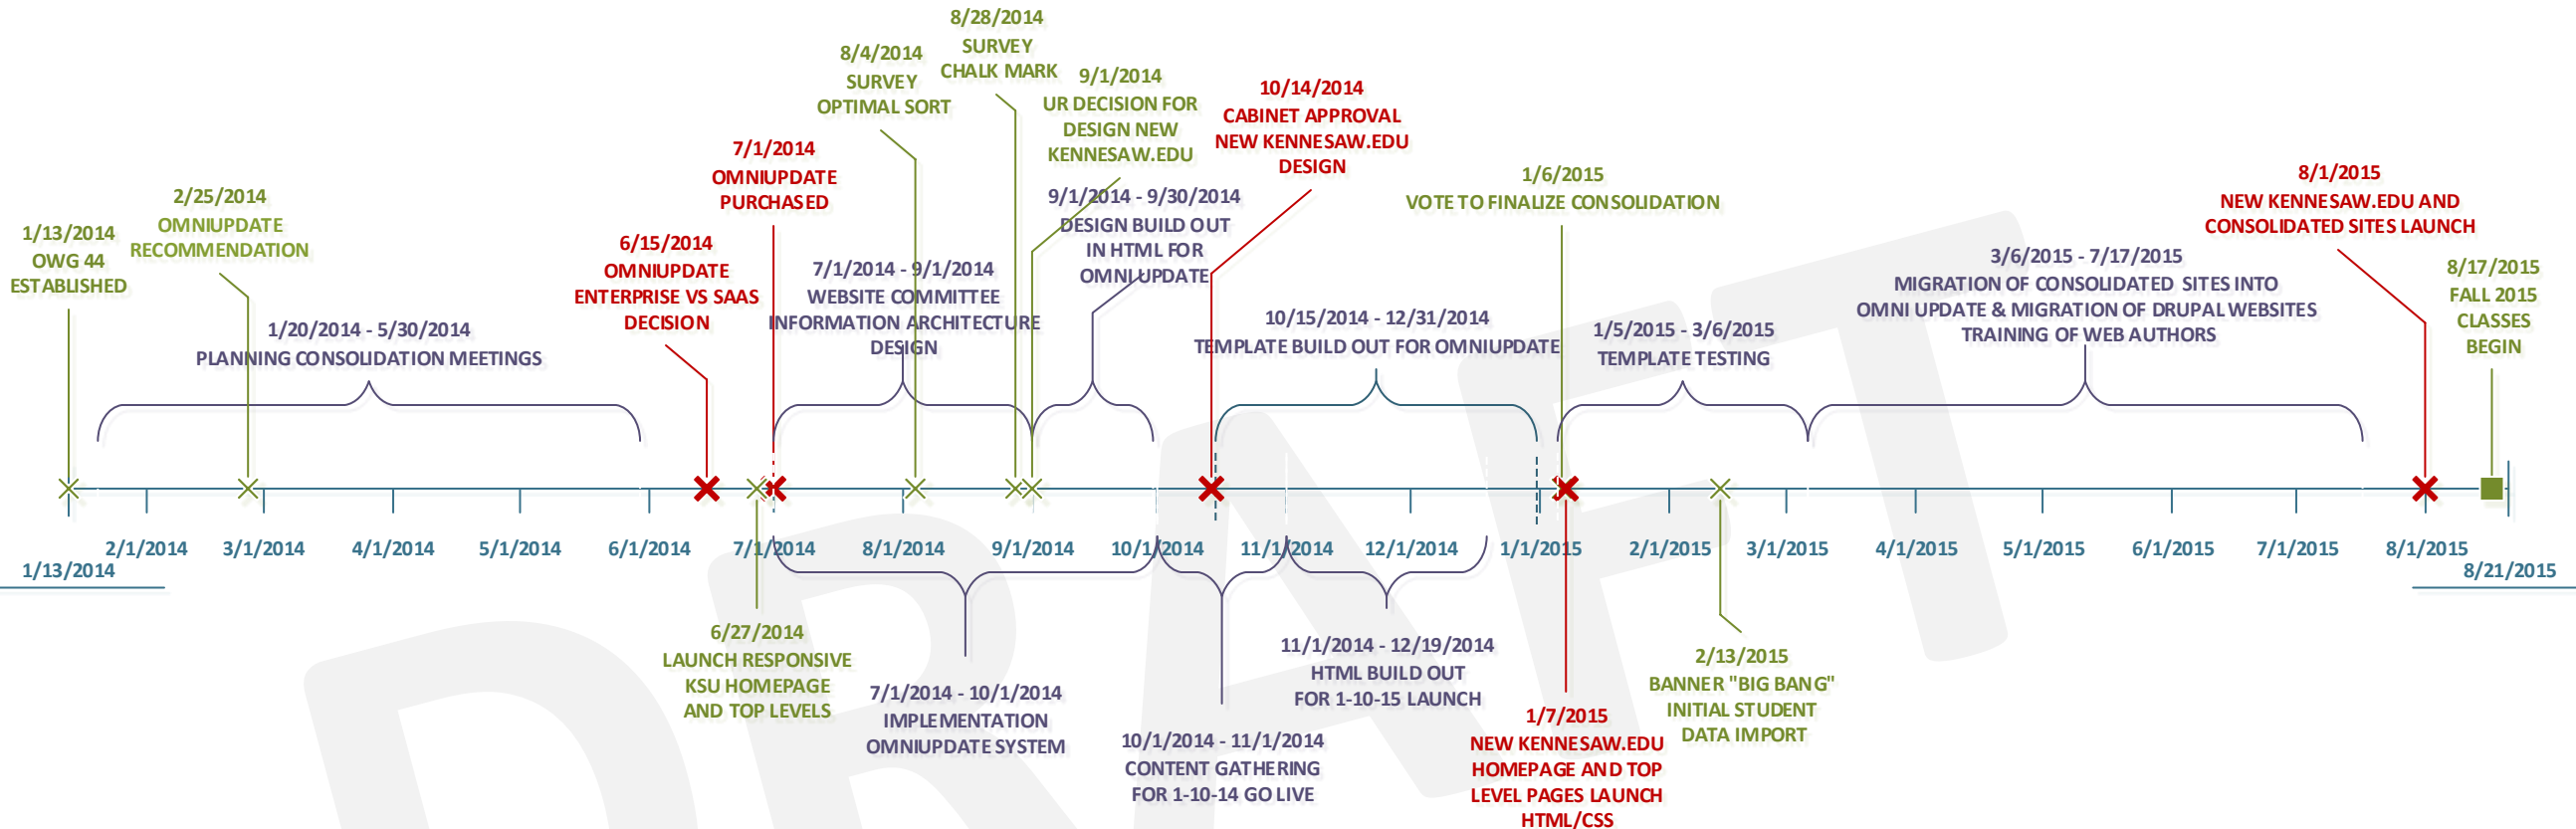 8/28/2014
SURVEY
CHALK MARK
8/4/2014
SURVEY
OPTIMAL SORT
9/1/2014
UR DECISION FOR
DESIGN NEW
KENNESAW.EDU
10/14/2014
CABINET APPROVAL
NEW KENNESAW.EDU
DESIGN
7/1/2014
OMNIUPDATE
PURCHASED
1/6/2015
VOTE TO FINALIZE CONSOLIDATION
8/1/2015
NEW KENNESAW.EDU AND
CONSOLIDATED SITES LAUNCH
2/25/2014
OMNIUPDATE
RECOMMENDATION
9/1/2014 - 9/30/2014
DESIGN BUILD OUT
IN HTML FOR
OMNIUPDATE
1/13/2014
OWG 44
ESTABLISHED
6/15/2014
OMNIUPDATE
ENTERPRISE VS SAAS
DECISION
7/1/2014 - 9/1/2014
WEBSITE COMMITTEE
INFORMATION ARCHITECTURE
DESIGN
3/6/2015 - 7/17/2015
MIGRATION OF CONSOLIDATED SITES INTO
OMNI UPDATE & MIGRATION OF DRUPAL WEBSITES
TRAINING OF WEB AUTHORS
8/17/2015
FALL 2015
CLASSES
BEGIN
1/20/2014 - 5/30/2014
PLANNING CONSOLIDATION MEETINGS
10/15/2014 - 12/31/2014
TEMPLATE BUILD OUT FOR OMNIUPDATE
1/5/2015 - 3/6/2015
TEMPLATE TESTING
2/1/2014 3/1/2014 4/1/2014 5/1/2014 6/1/2014 7/1/2014 8/1/2014 9/1/2014 10/1/2014 11/1/2014 12/1/2014 1/1/2015 2/1/2015 3/1/2015 4/1/2015 5/1/2015 6/1/2015 7/1/2015 8/1/2015
1/13/2014
8/21/2015
6/27/2014
LAUNCH RESPONSIVE
KSU HOMEPAGE
AND TOP LEVELS
7/1/2014 - 10/1/2014
IMPLEMENTATION
OMNIUPDATE SYSTEM
10/1/2014 - 11/1/2014
CONTENT GATHERING
FOR 1-10-14 GO LIVE
11/1/2014 - 12/19/2014
HTML BUILD OUT
FOR 1-10-15 LAUNCH
1/7/2015
NEW KENNESAW.EDU
HOMEPAGE AND TOP
LEVEL PAGES LAUNCH
HTML/CSS
2/13/2015
BANNER "BIG BANG"
INITIAL STUDENT
DATA IMPORT
DRAFT